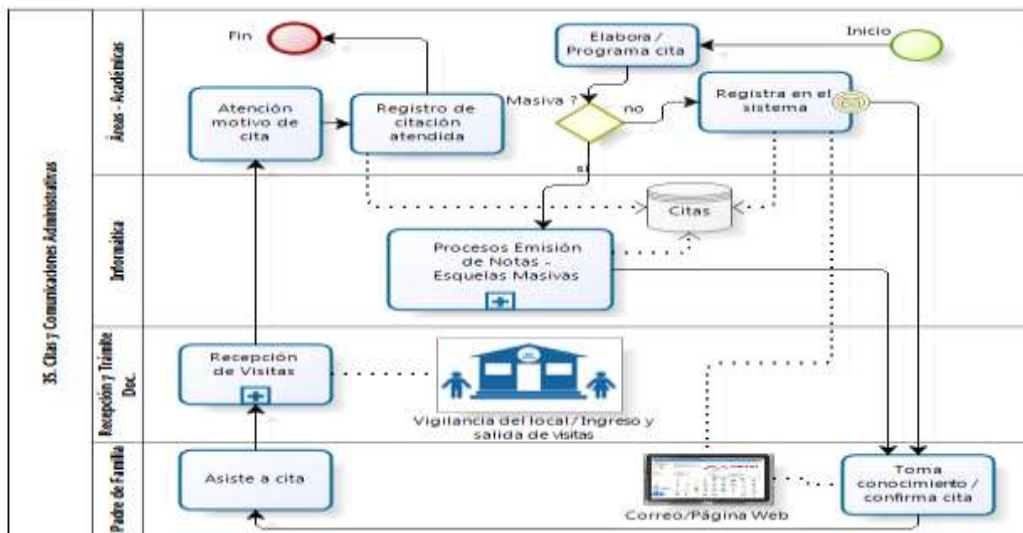 35. Citas y Comunicaciones Administrativas
Áreas - Académicas
Fin
Elabora /
Programa cita
Inicio
Atención
motivo de
cita
Registro de
citación
atendida
Masiva ?
no
Registra en el
sistema
si
Informática
Citas
Procesos Emisión
de Notas -
Esquelas Masivas
Recepción y Trámite
Doc.
Recepción
de Visitas
Vigilancia del local / Ingreso y
salida de visitas
Padre de Familia
Asiste a cita
Correo/Página Web
Toma
conocimiento /
confirma cita